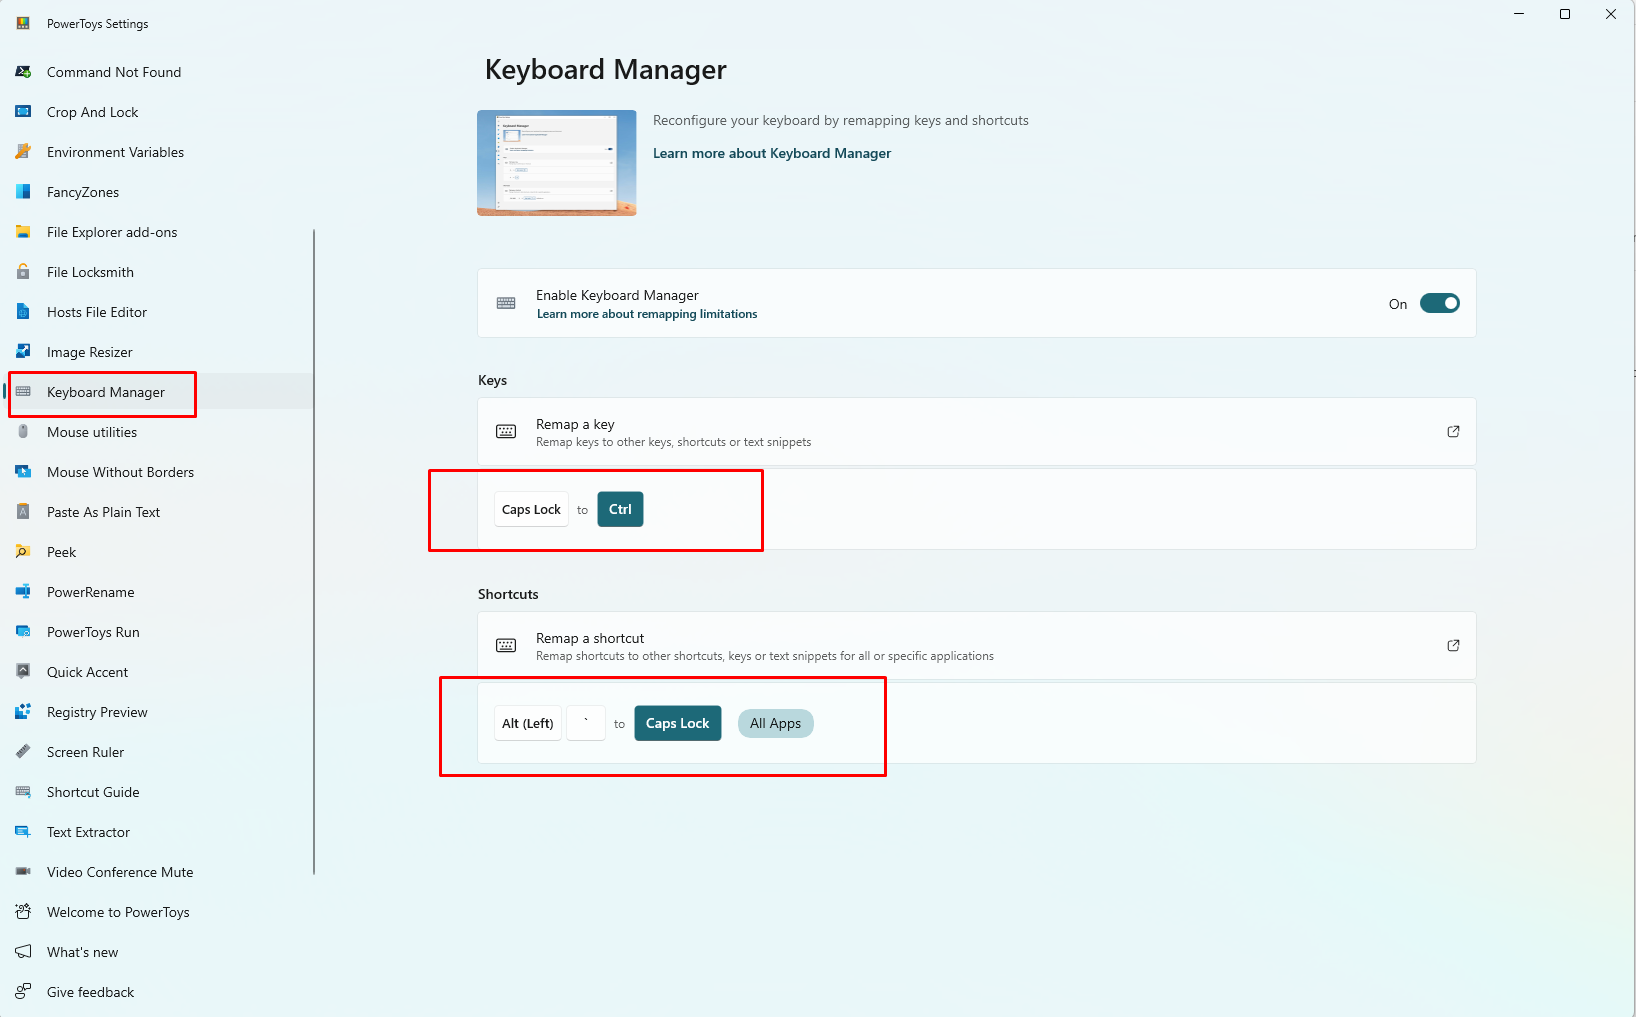 PowerToys Settings
Command Not Found
Crop And Lock
Environment Variables
FancyZones
File Explorer add-ons
File Locksmith
Hosts File Editor
Image Resizer
Keyboard Manager
Mouse utilities
Mouse Without Borders
Paste As Plain Text
Peek
PowerRename
PowerToys Run
Quick Accent
Registry Preview
Screen Ruler
Shortcut Guide
Text Extractor
Video Conference Mute
Welcome to PowerToys
What's new
Give feedback
Keyboard Manager
Reconfigure your keyboard by remapping keys and shortcuts
Learn more about Keyboard Manager
Enable Keyboard Manager
Learn more about remapping limitations
On
Keys
Remap a key
Remap keys to other keys, shortcuts or text snippets
Caps Lock to Ctrl
Shortcuts
Remap a shortcut
Remap shortcuts to other shortcuts, keys or text snippets for all or specific applications
Alt (Left) ` to Caps Lock All Apps